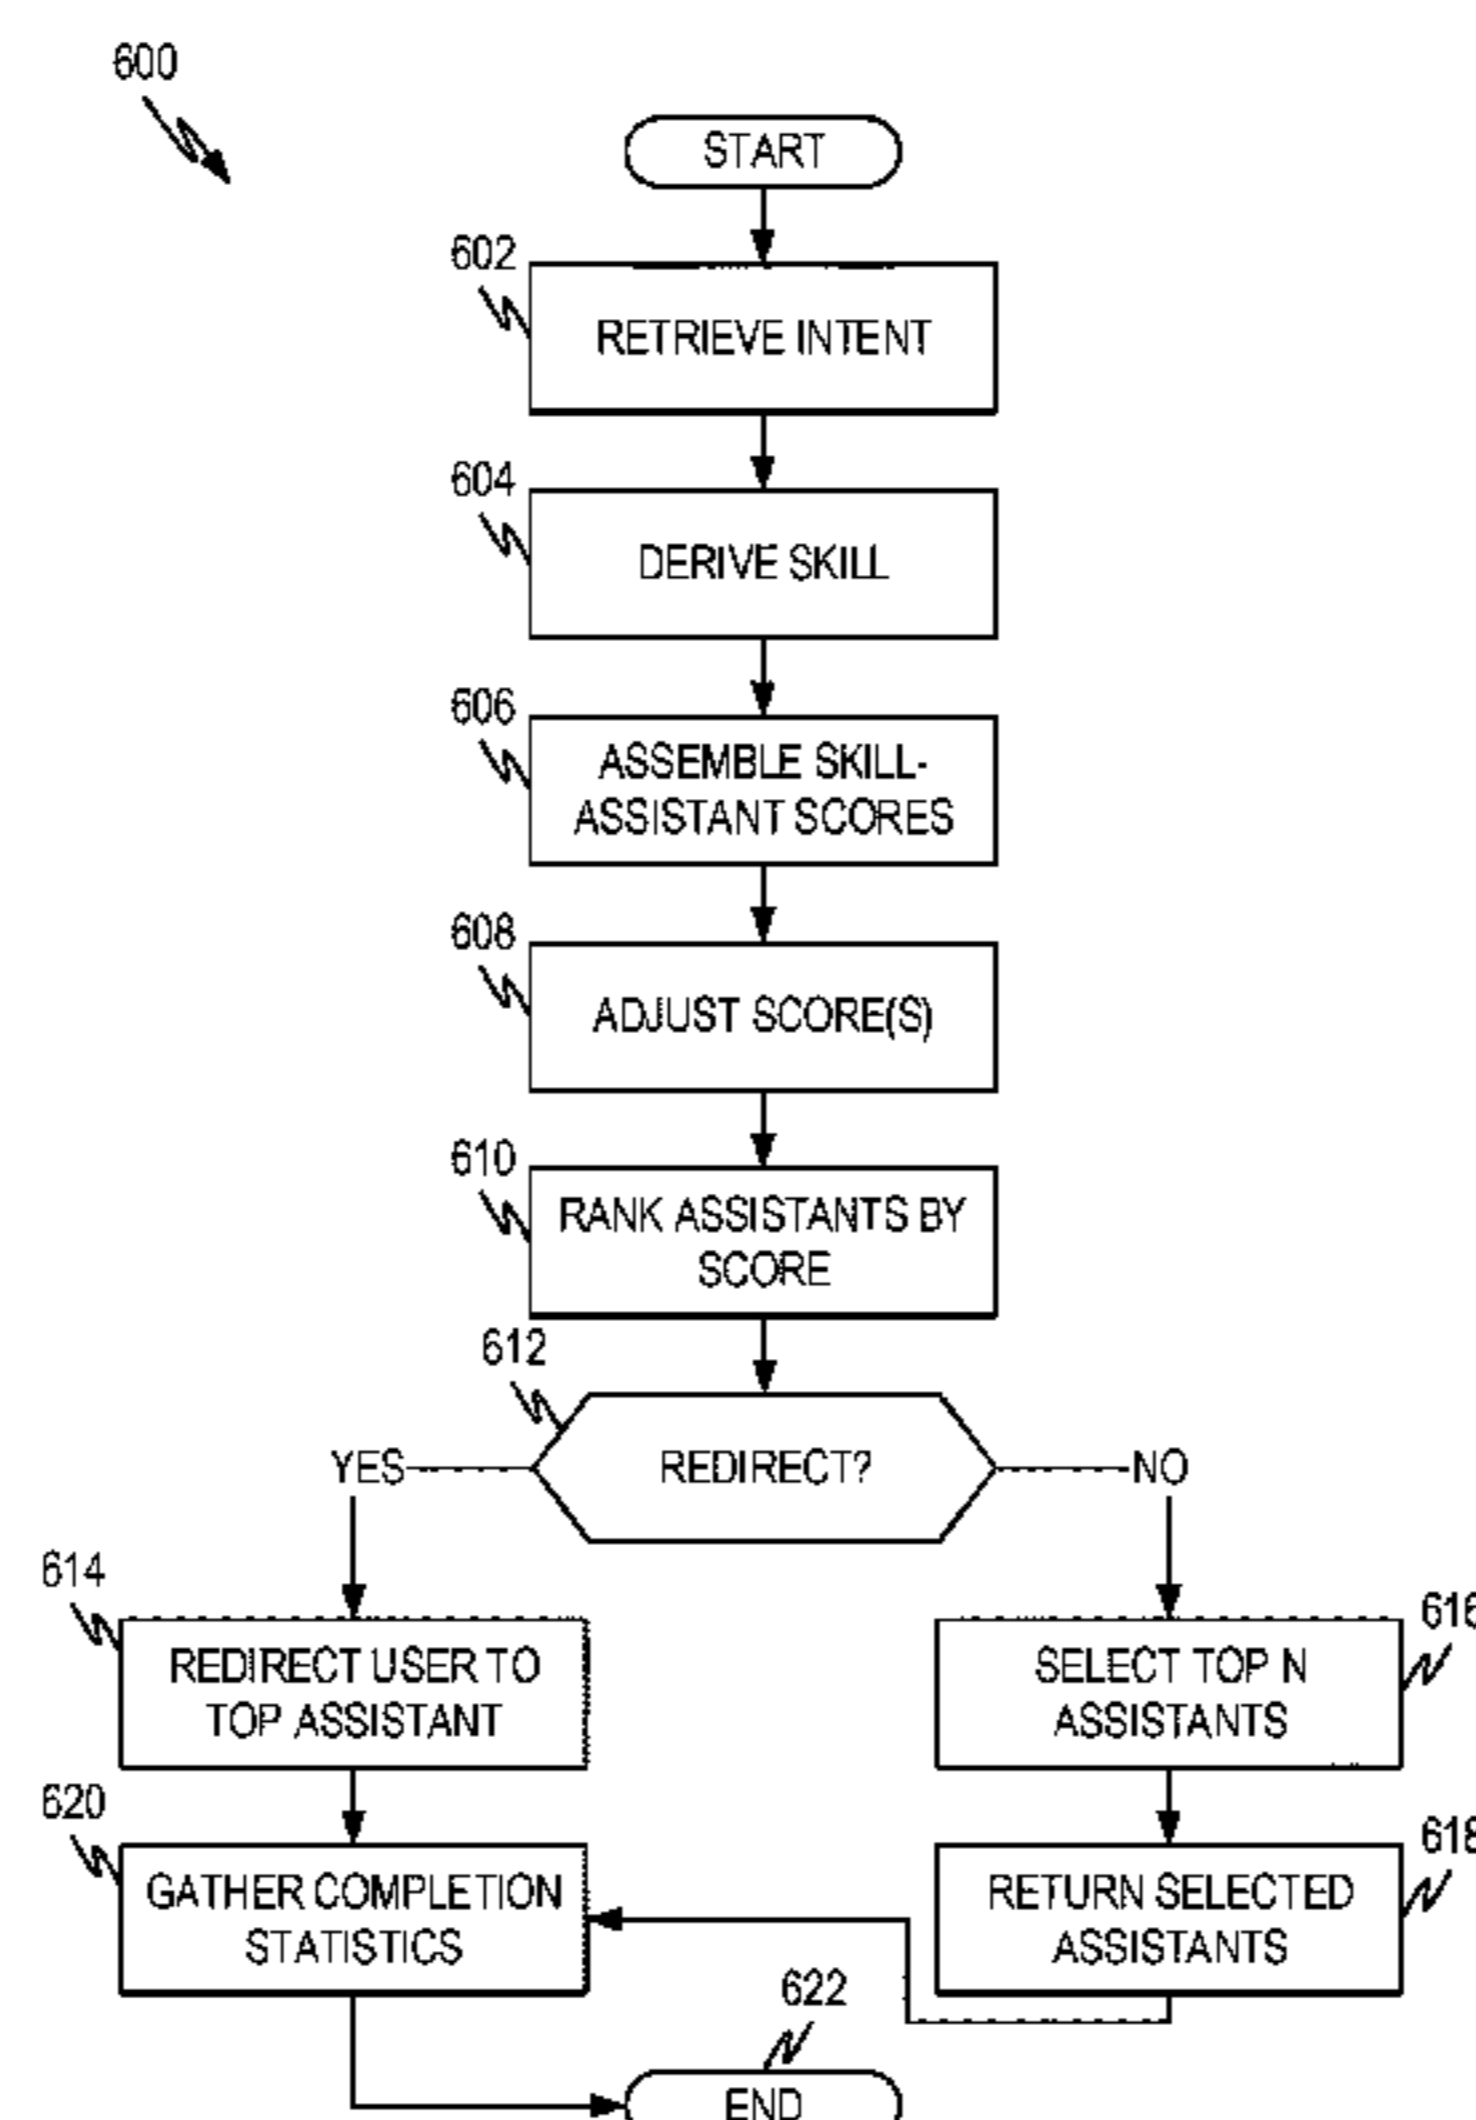 600
START
602
RETRIEVE INTENT
604
DERIVE SKILL
606
ASSEMBLE SKILL-
ASSISTANT SCORES
608
ADJUST SCORE(S)
610
RANK ASSISTANTS BY
SCORE
612
YES
REDIRECT?
NO
614
REDIRECT USER TO
TOP ASSISTANT
616
SELECT TOP N
ASSISTANTS
620
GATHER COMPLETION
STATISTICS
618
RETURN SELECTED
ASSISTANTS
622
END